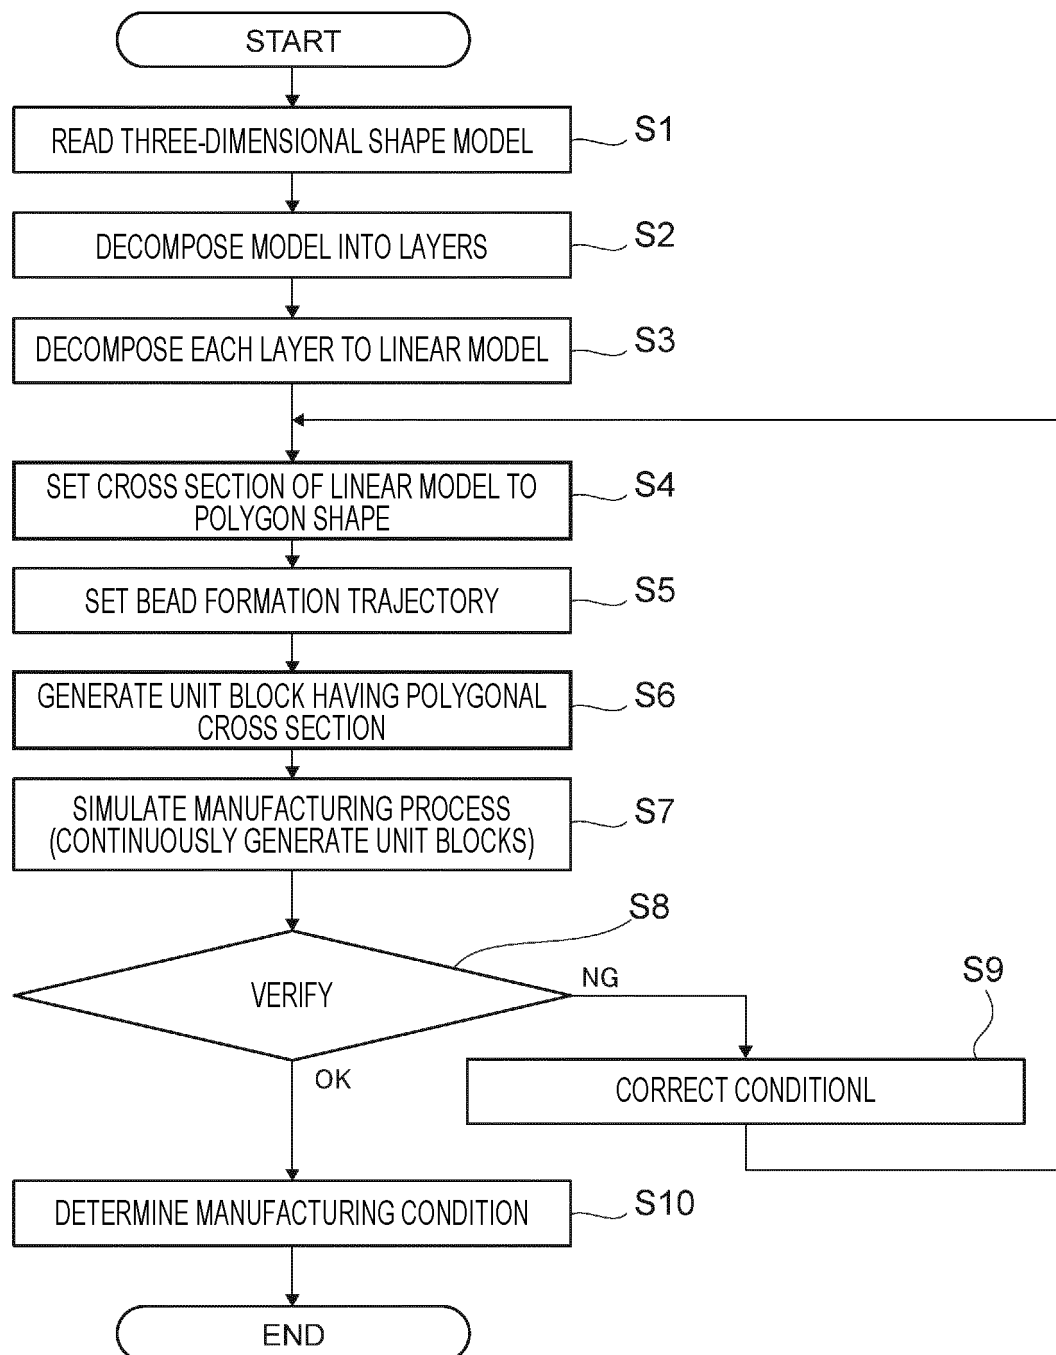 START
READ THREE-DIMENSIONAL SHAPE MODEL
S1
DECOMPOSE MODEL INTO LAYERS
S2
DECOMPOSE EACH LAYER TO LINEAR MODEL
S3
SET CROSS SECTION OF LINEAR MODEL TO
POLYGON SHAPE
S4
SET BEAD FORMATION TRAJECTORY
S5
GENERATE UNIT BLOCK HAVING POLYGONAL
CROSS SECTION
S6
SIMULATE MANUFACTURING PROCESS
(CONTINUOUSLY GENERATE UNIT BLOCKS)
S7
S8
VERIFY
NG
S9
OK
CORRECT CONDITIONL
DETERMINE MANUFACTURING CONDITION
S10
END